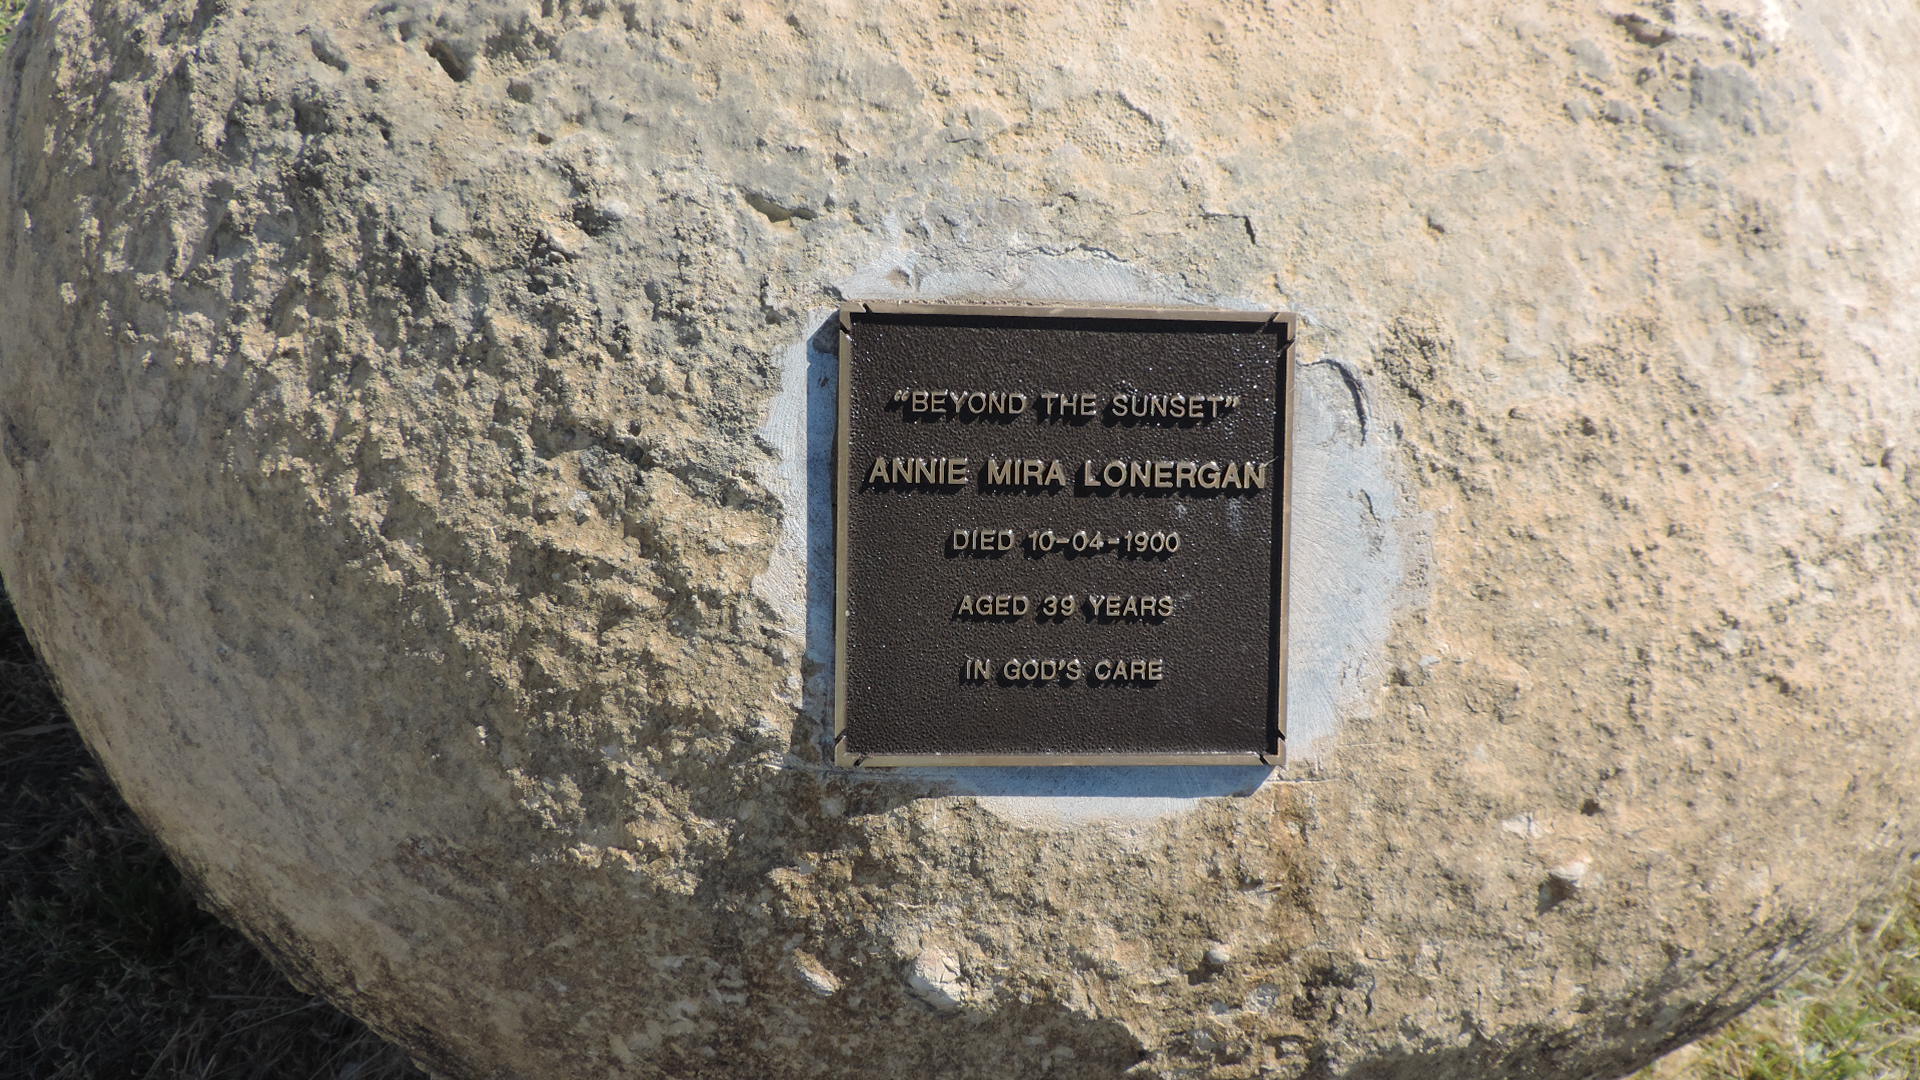 “BEYOND THE SUNSET”
ANNIE MIRA LONERGAN
DIED 10-04-1900
AGED 39 YEARS
IN GOD'S CARE